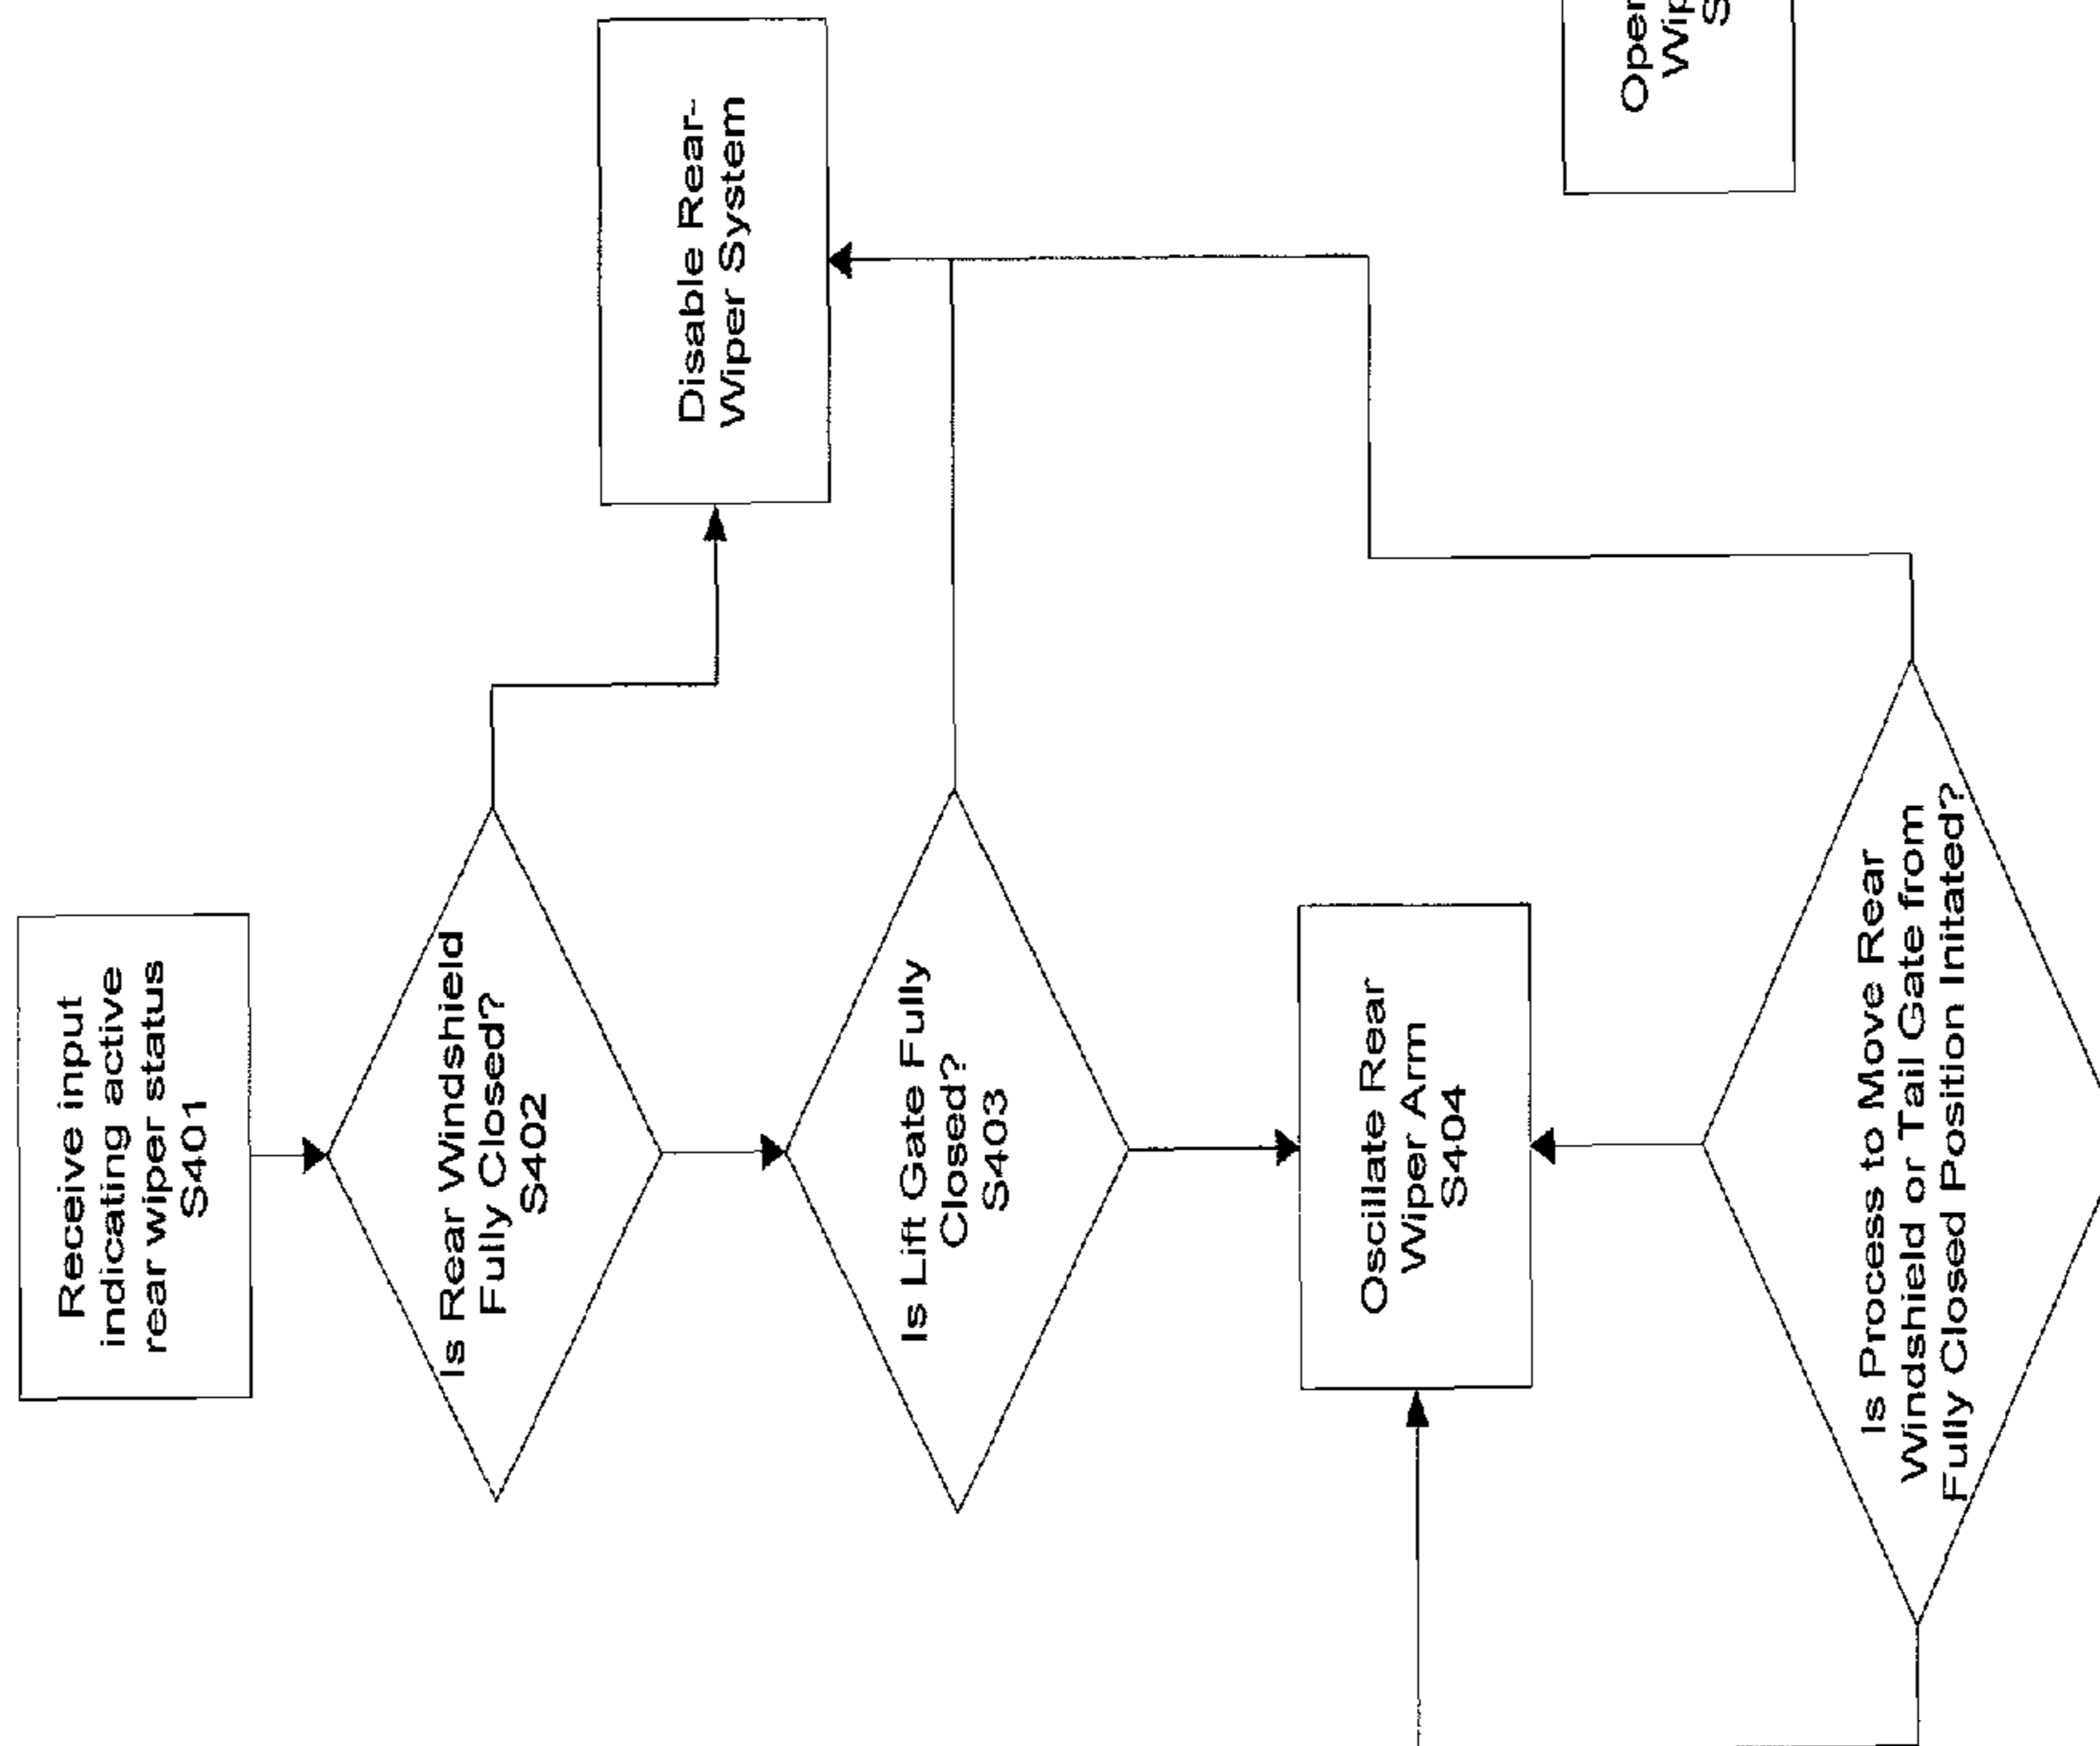 Receive input
indicating active
rear wiper status
S401
Is Rear Windshield
Fully Closed?
S402
Disable Rear-
Wiper System
Is Lift Gate Fully
Closed?
S403
Oscillate Rear
Wiper Arm
S404
Is Process to Move Rear
Windshield or Tail Gate from
Fully Closed Position Initated?